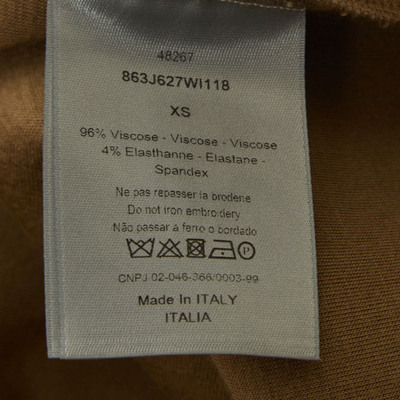 48267
863J627WI118
XS
96% Viscose - Viscose - Viscose
4% Elasthanne - Elastane -
Spandex
Ne pas repasser la broderie
Do not iron embroidery
Não passar à ferro o bordado
CNPJ 02-046-366/0003-99
Made In ITALY
ITALIA